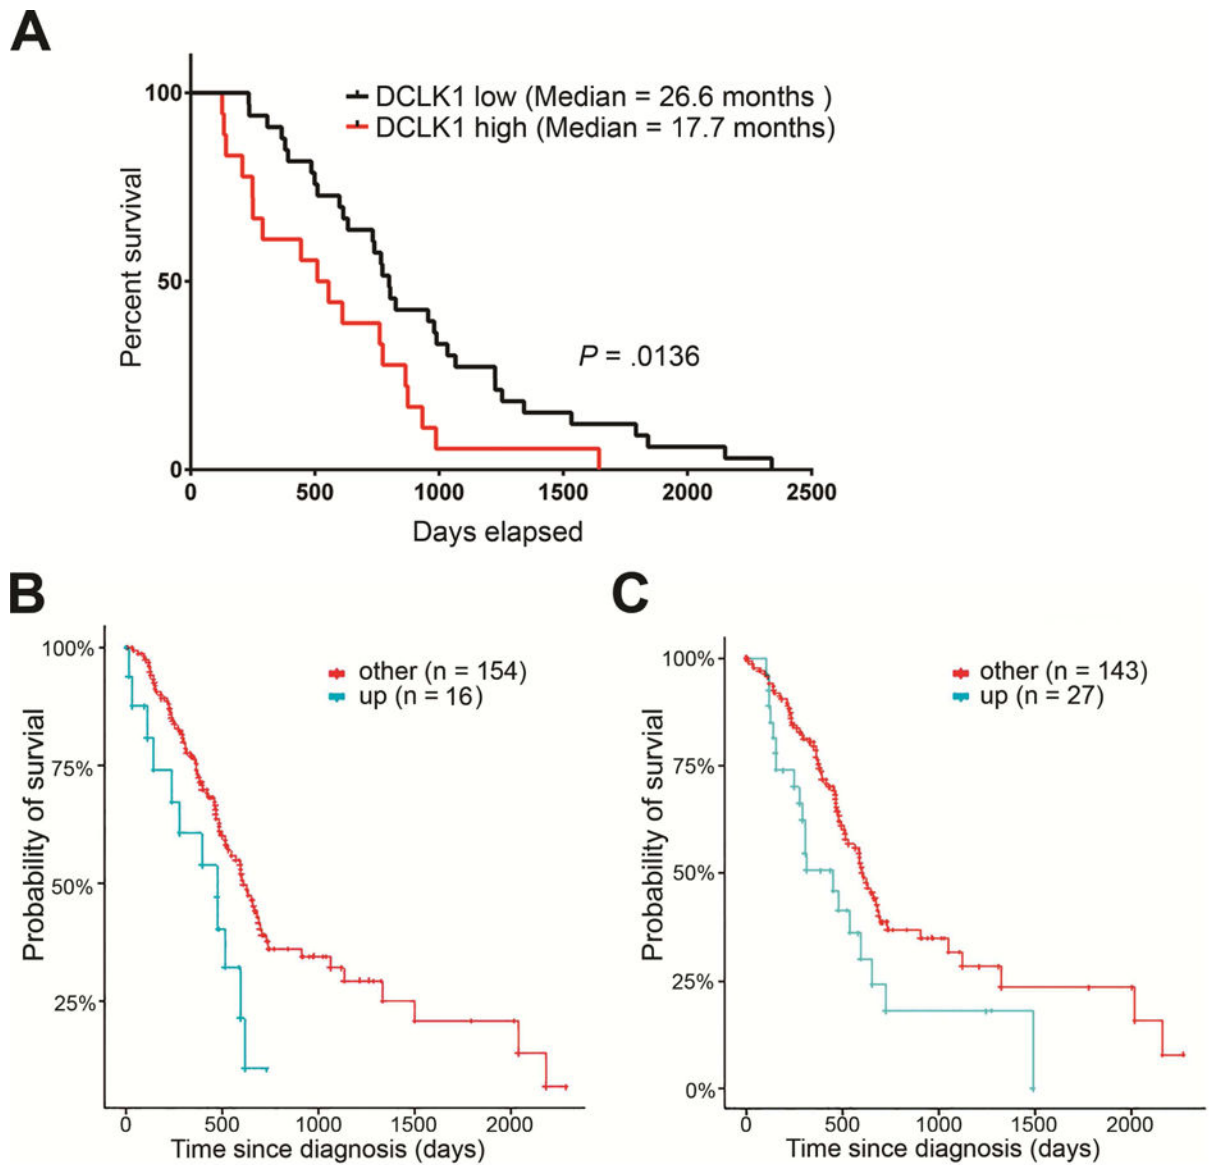 A
DCLK1 low (Median = 26.6 months )
DCLK1 high (Median = 17.7 months)
Percent survival
100
50
0
P = .0136
0 500 1000 1500 2000 2500
Days elapsed
B
Probability of survial
100%
75%
50%
25%
other (n = 154)
up (n = 16)
0 500 1000 1500 2000
Time since diagnosis (days)
C
Probability of survial
100%
75%
50%
25%
0%
other (n = 143)
up (n = 27)
0 500 1000 1500 2000
Time since diagnosis (days)